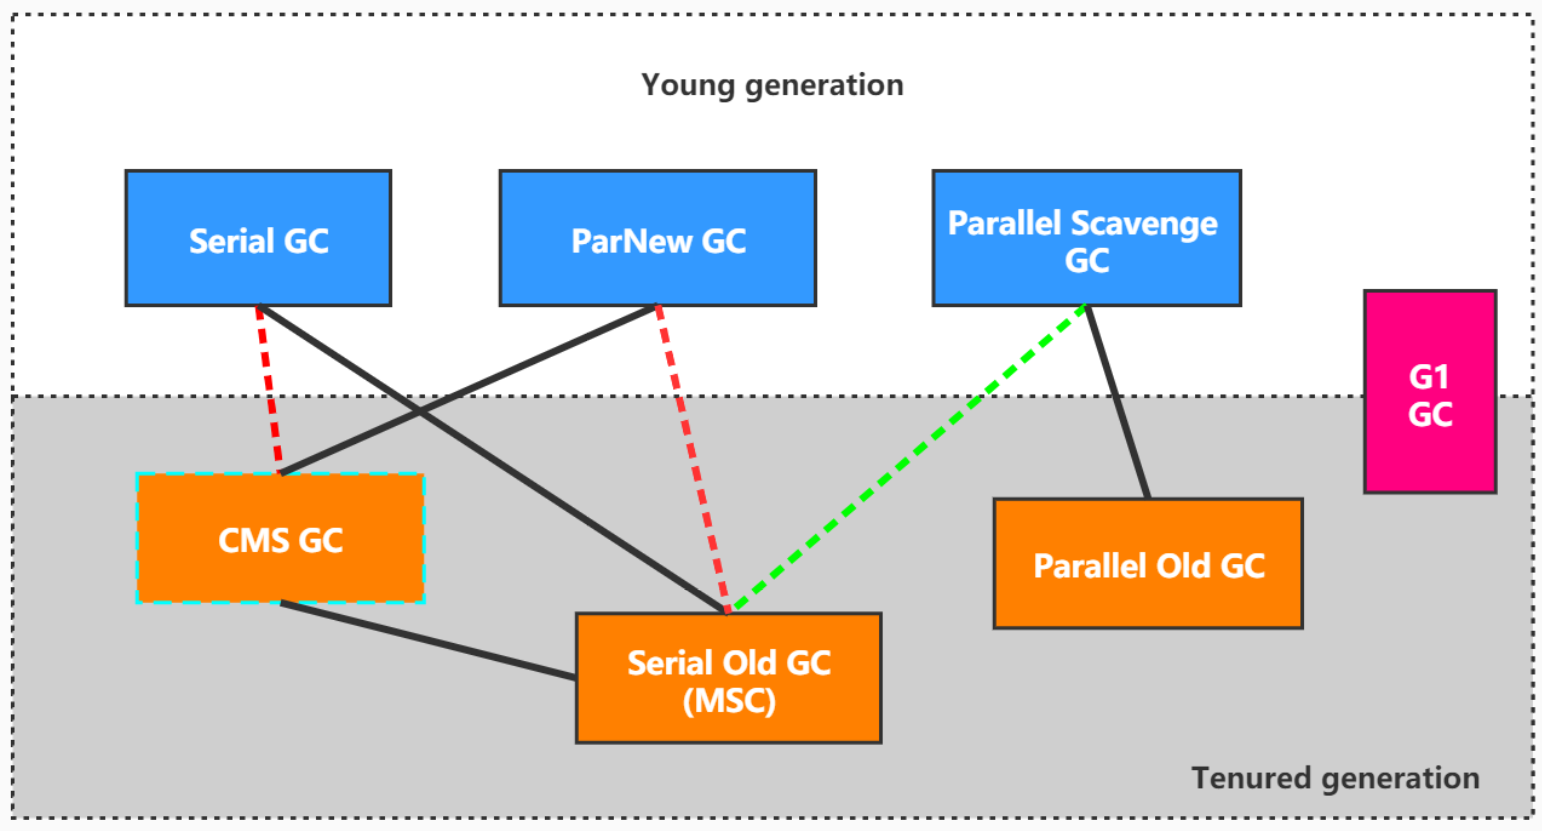 Young generation
Serial GC
ParNew GC
Parallel Scavenge
GC
G1
GC
CMS GC
Parallel Old GC
Serial Old GC
(MSC)
Tenured generation